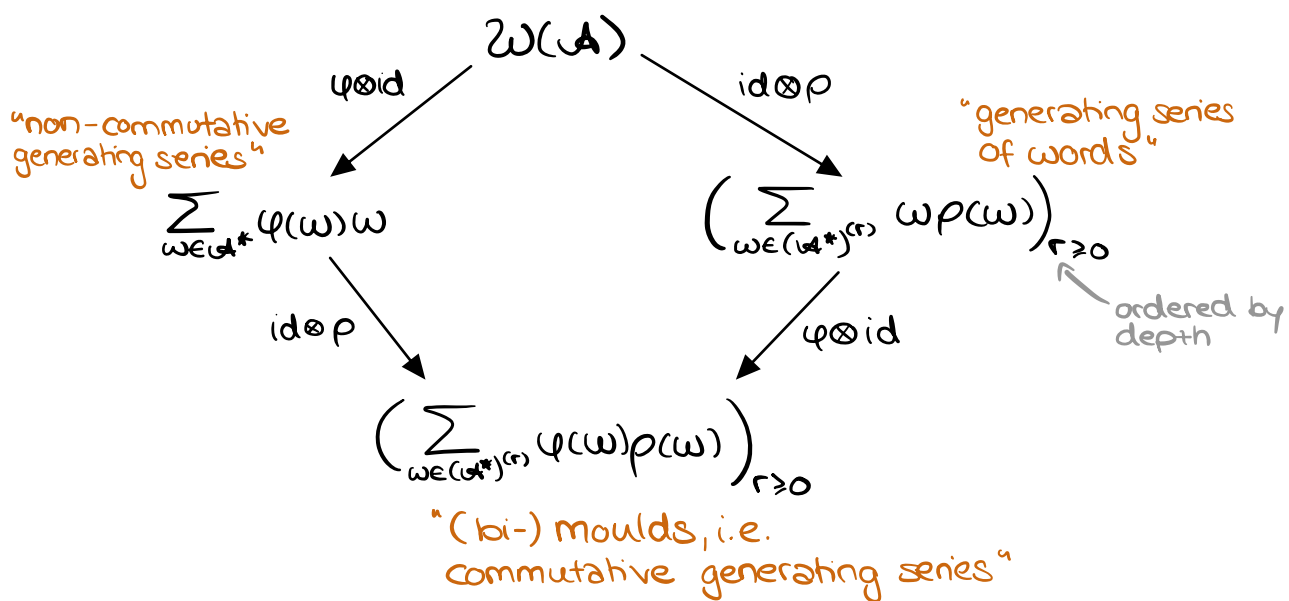 𝒲(𝒜)
φ⊗id
id⊗ρ
"non-commutative
generating series"
"generating series
of words"
∑_{w∈𝒜*} φ(w)w
(∑_{w∈(𝒜*)^{(r)}} wρ(w))_{r≥0}
id⊗ρ
φ⊗id
ordered by
depth
(∑_{w∈(𝒜*)^{(r)}} φ(w)ρ(w))_{r≥0}
"(bi-) moulds, i.e.
commutative generating series"